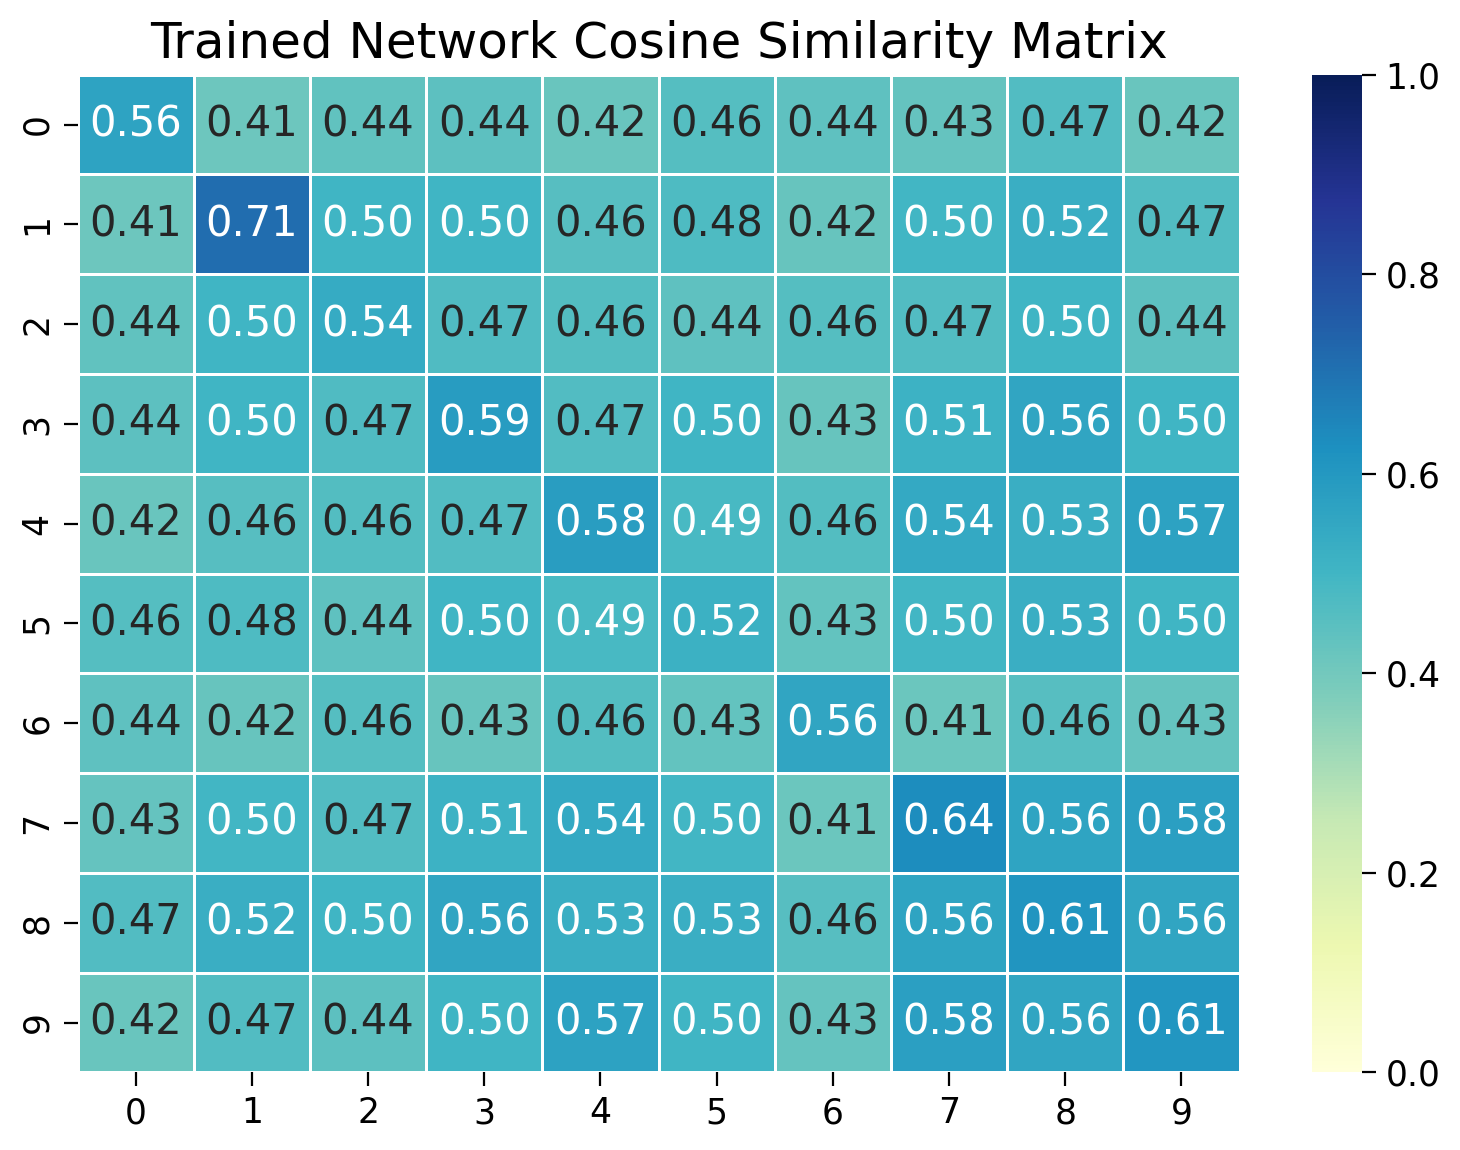 Trained Network Cosine Similarity Matrix
0 0.56 0.41 0.44 0.44 0.42 0.46 0.44 0.43 0.47 0.42
1 0.41 0.71 0.50 0.50 0.46 0.48 0.42 0.50 0.52 0.47
2 0.44 0.50 0.54 0.47 0.46 0.44 0.46 0.47 0.50 0.44
3 0.44 0.50 0.47 0.59 0.47 0.50 0.43 0.51 0.56 0.50
4 0.42 0.46 0.46 0.47 0.58 0.49 0.46 0.54 0.53 0.57
5 0.46 0.48 0.44 0.50 0.49 0.52 0.43 0.50 0.53 0.50
6 0.44 0.42 0.46 0.43 0.46 0.43 0.56 0.41 0.46 0.43
7 0.43 0.50 0.47 0.51 0.54 0.50 0.41 0.64 0.56 0.58
8 0.47 0.52 0.50 0.56 0.53 0.53 0.46 0.56 0.61 0.56
9 0.42 0.47 0.44 0.50 0.57 0.50 0.43 0.58 0.56 0.61
0 1 2 3 4 5 6 7 8 9
1.0
0.8
0.6
0.4
0.2
0.0